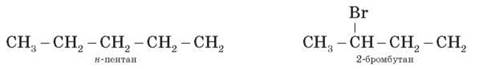 Br
CH₃ – CH₂ – CH₂ – CH₂ – CH₂ CH₃ – CH – CH₂ – CH₂
н-пентан 2-бромбутан